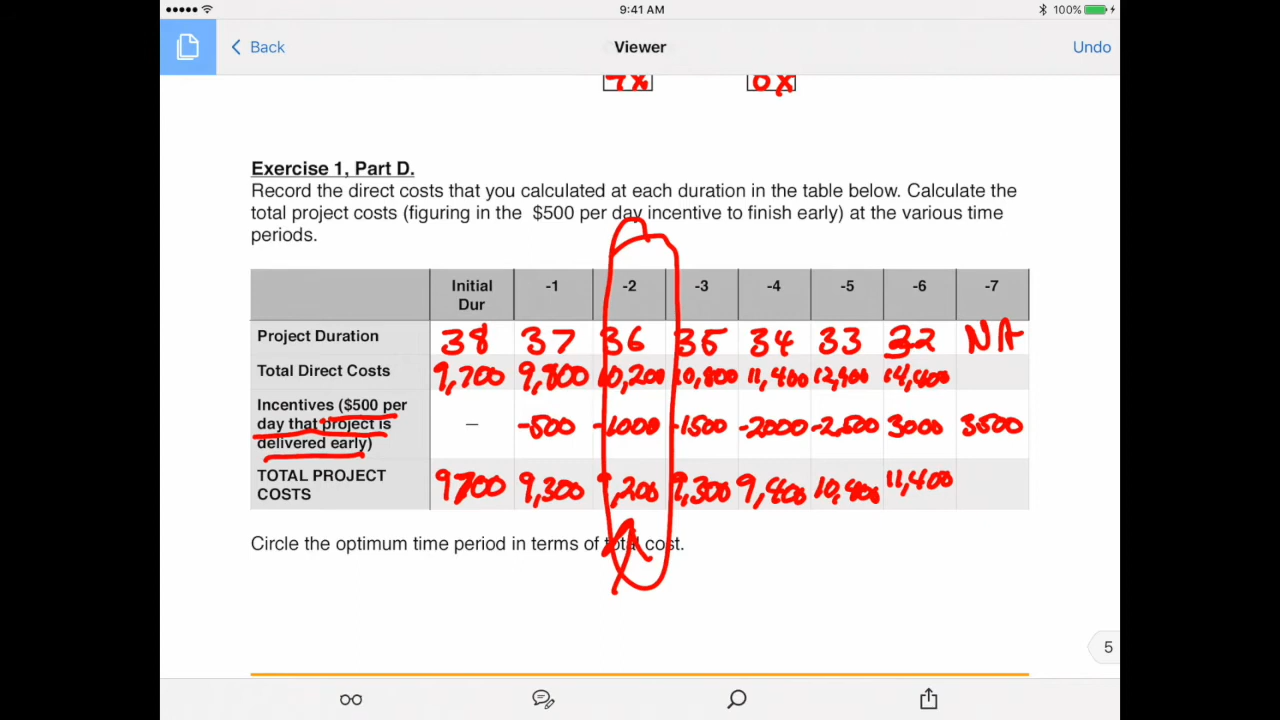 9:41 AM
100%
Back
Viewer
Undo
Exercise 1, Part D.
Record the direct costs that you calculated at each duration in the table below. Calculate the
total project costs (figuring in the $500 per day incentive to finish early) at the various time
periods.
Initial Dur -1 -2 -3 -4 -5 -6 -7
Project Duration 38 37 36 35 34 33 32 NA
Total Direct Costs 9,700 9,800 10,200 10,800 11,400 12,900 14,400
Incentives ($500 per
day that project is – -500 -1000 -1500 -2000 -2,500 3000 3500
delivered early)
TOTAL PROJECT
COSTS 9700 9,300 9,200 9,300 9,400 10,400 11,400
Circle the optimum time period in terms of total cost.
5